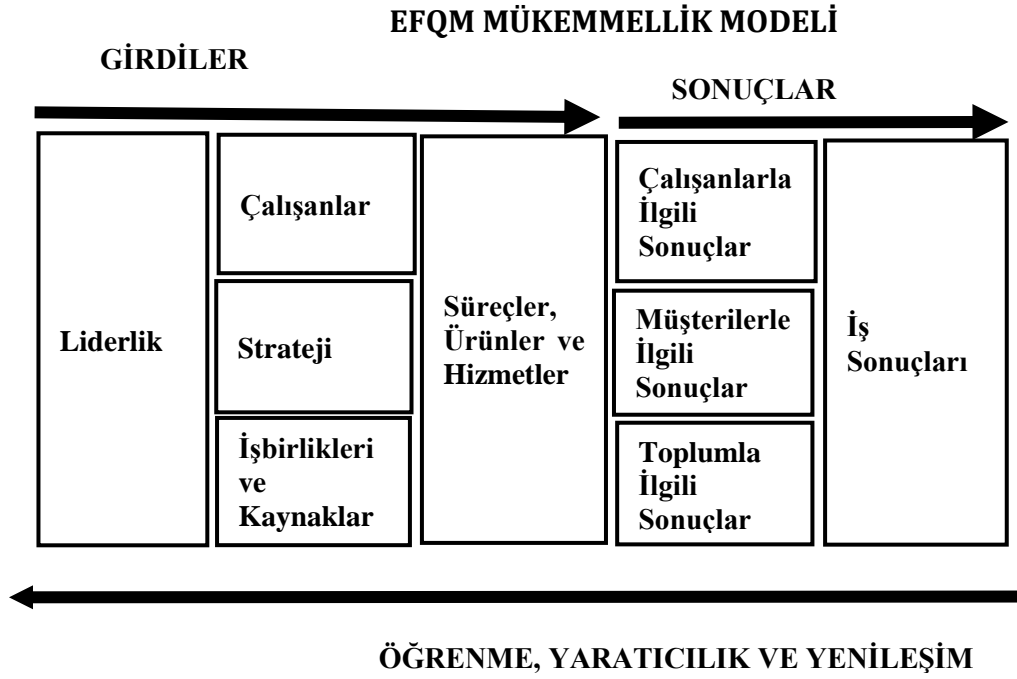 EFQM MÜKEMMELLİK MODELİ
GİRDİLER
SONUÇLAR
Liderlik
Çalışanlar
Strateji
İşbirlikleri
ve
Kaynaklar
Süreçler,
Ürünler ve
Hizmetler
Çalışanlarla
İlgili
Sonuçlar
Müşterilerle
İlgili
Sonuçlar
Toplumla
İlgili
Sonuçlar
İş
Sonuçları
ÖĞRENME, YARATICILIK VE YENİLEŞİM